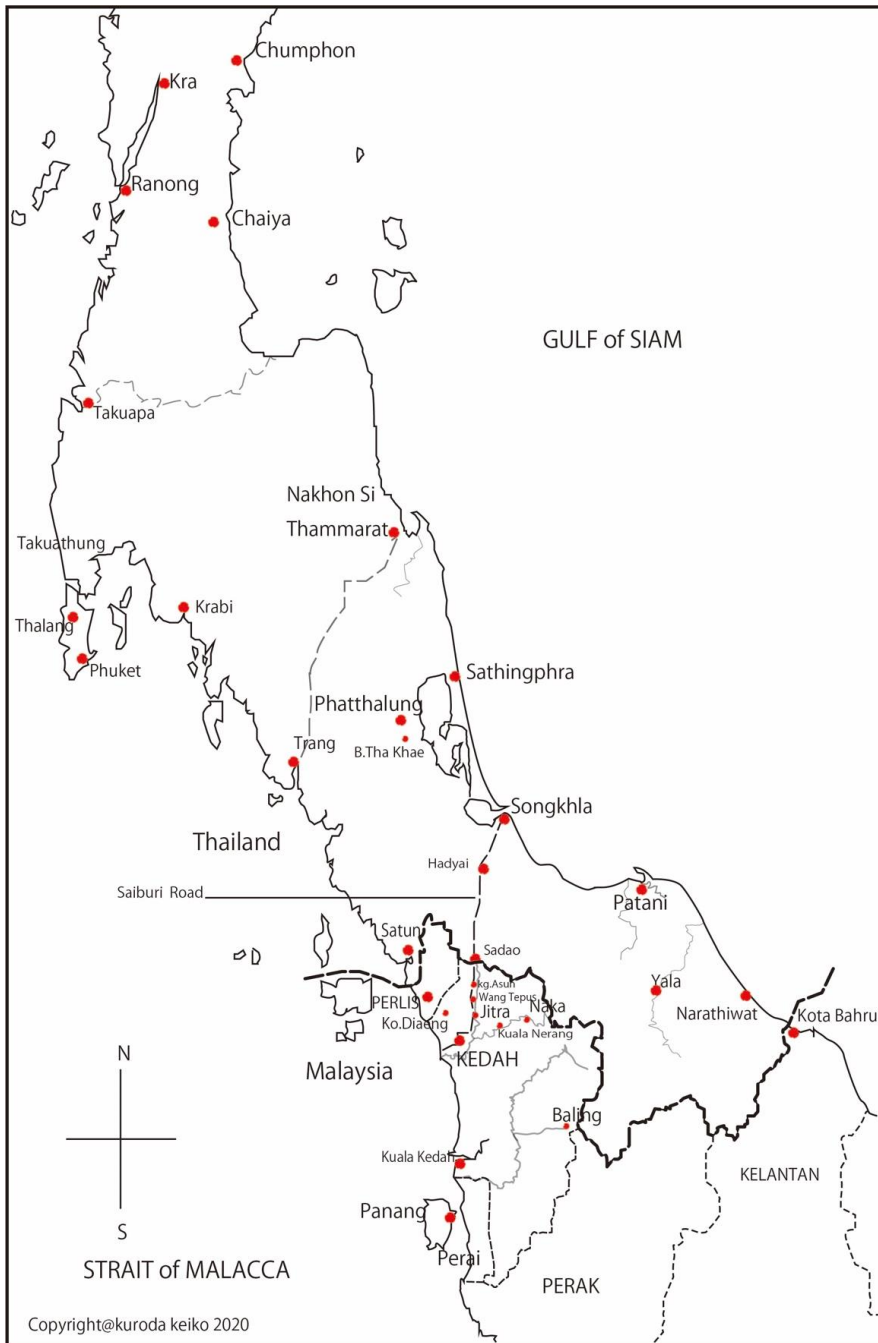 Chumphon
Kra
Ranong
Chaiya
GULF of SIAM
Takuapa
Nakhon Si
Thammarat
Takuathung
Krabi
Thalang
Phuket
Sathingphra
Phatthalung
B.Tha Khae
Trang
Songkhla
Thailand
Hadyai
Saiburi Road
Patani
Satun
Sadao
kg.Asun
Yala
PERLIS
Wang Tepus
Naka
Narathiwat
Ko.Diaeng
Jitra
Kota Bahru
Kuala Nerang
KEDAH
Malaysia
N
Baling
Kuala Kedah
KELANTAN
Panang
S
Perai
STRAIT of MALACCA
PERAK
Copyright@kuroda keiko 2020